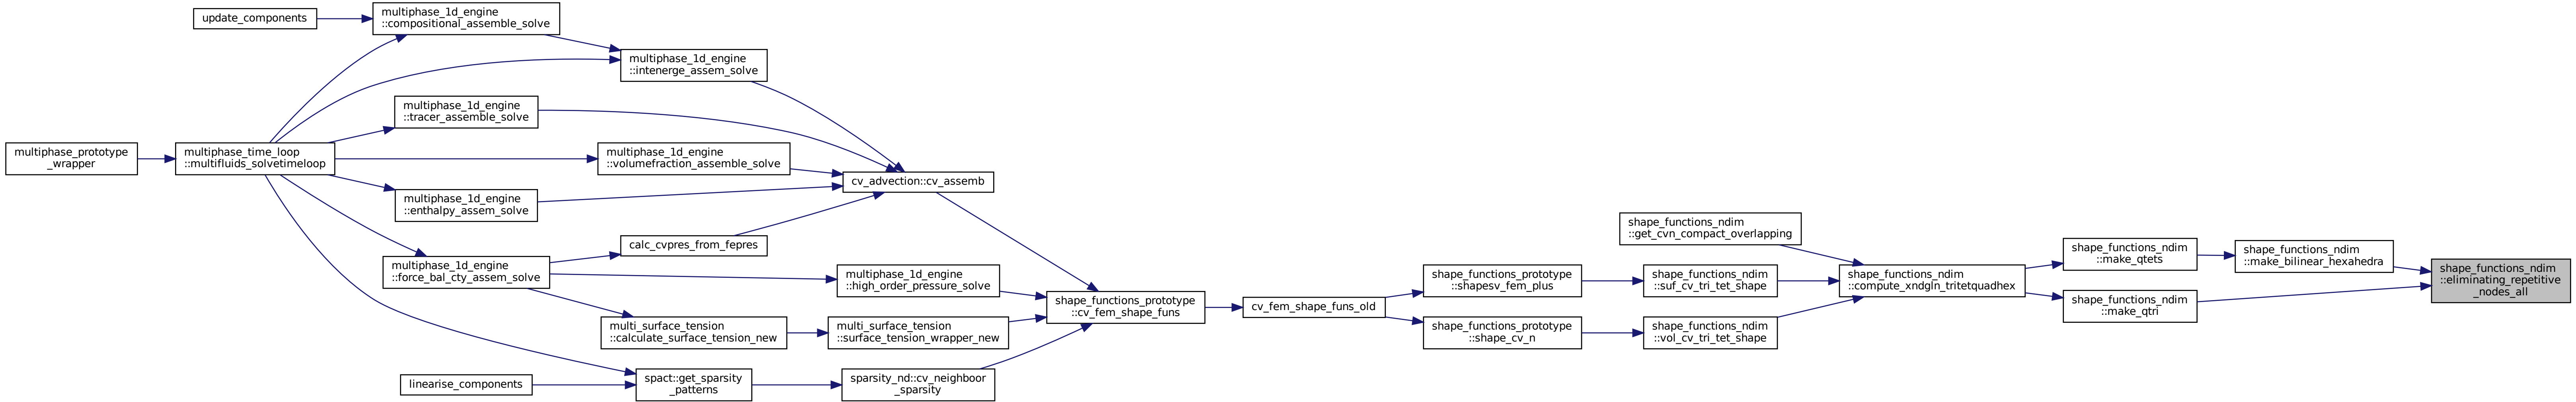 update_components
multiphase_1d_engine
::compositional_assemble_solve
multiphase_1d_engine
::intenerge_assem_solve
multiphase_1d_engine
::tracer_assemble_solve
multiphase_prototype
_wrapper
multiphase_time_loop
::multifluids_solvetimeloop
multiphase_1d_engine
::volumefraction_assemble_solve
cv_advection::cv_assemb
multiphase_1d_engine
::enthalpy_assem_solve
calc_cvpres_from_fepres
multiphase_1d_engine
::force_bal_cty_assem_solve
multiphase_1d_engine
::high_order_pressure_solve
multi_surface_tension
::calculate_surface_tension_new
multi_surface_tension
::surface_tension_wrapper_new
linearise_components
spact::get_sparsity
_patterns
sparsity_nd::cv_neighboor
_sparsity
shape_functions_prototype
::cv_fem_shape_funs
cv_fem_shape_funs_old
shape_functions_prototype
::shapesv_fem_plus
shape_functions_prototype
::shape_cv_n
shape_functions_ndim
::get_cvn_compact_overlapping
shape_functions_ndim
::suf_cv_tri_tet_shape
shape_functions_ndim
::vol_cv_tri_tet_shape
shape_functions_ndim
::compute_xndgln_tritetquadhex
shape_functions_ndim
::make_qtets
shape_functions_ndim
::make_qtri
shape_functions_ndim
::make_bilinear_hexahedra
shape_functions_ndim
::eliminating_repetitive
_nodes_all